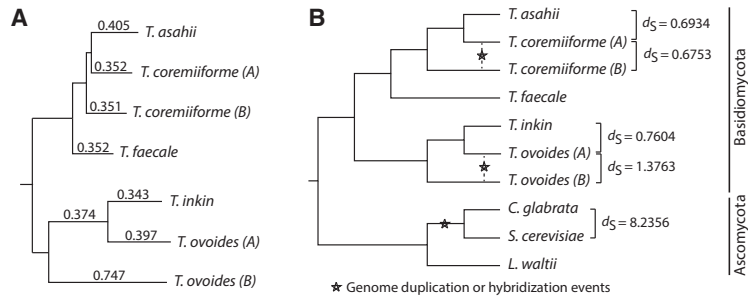 A
0.405
T. asahii
0.352
T. coremiiforme (A)
0.351
T. coremiiforme (B)
0.352
T. faecale
0.343
T. inkin
0.374
0.397
T. ovoides (A)
0.747
T. ovoides (B)
B
T. asahii
dS = 0.6934
T. coremiiforme (A)
dS = 0.6753
T. coremiiforme (B)
T. faecale
T. inkin
dS = 0.7604
T. ovoides (A)
dS = 1.3763
T. ovoides (B)
C. glabrata
dS = 8.2356
S. cerevisiae
L. waltii
Basidiomycota
Ascomycota
Genome duplication or hybridization events